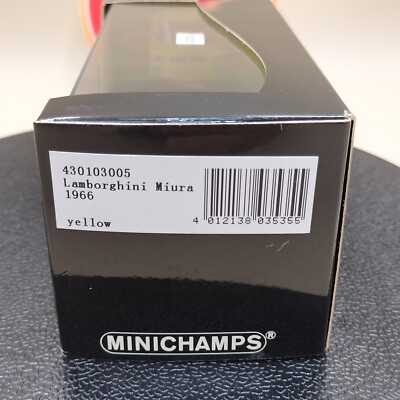 430103005
Lamborghini Miura
1966
yellow
4 012138 035355
MINICHAMPS®